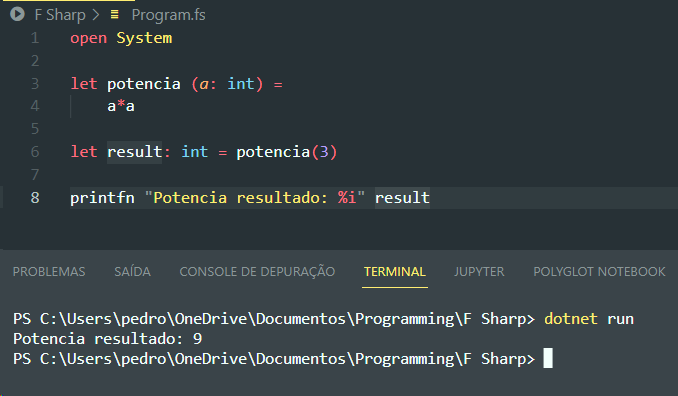 F Sharp > Program.fs
1 open System
2
3 let potencia (a: int) =
4 a*a
5
6 let result: int = potencia(3)
7
8 printfn "Potencia resultado: %i" result
PROBLEMAS SAÍDA CONSOLE DE DEPURAÇÃO TERMINAL JUPYTER POLYGLOT NOTEBOOK
PS C:\Users\pedro\OneDrive\Documentos\Programming\F Sharp> dotnet run
Potencia resultado: 9
PS C:\Users\pedro\OneDrive\Documentos\Programming\F Sharp>